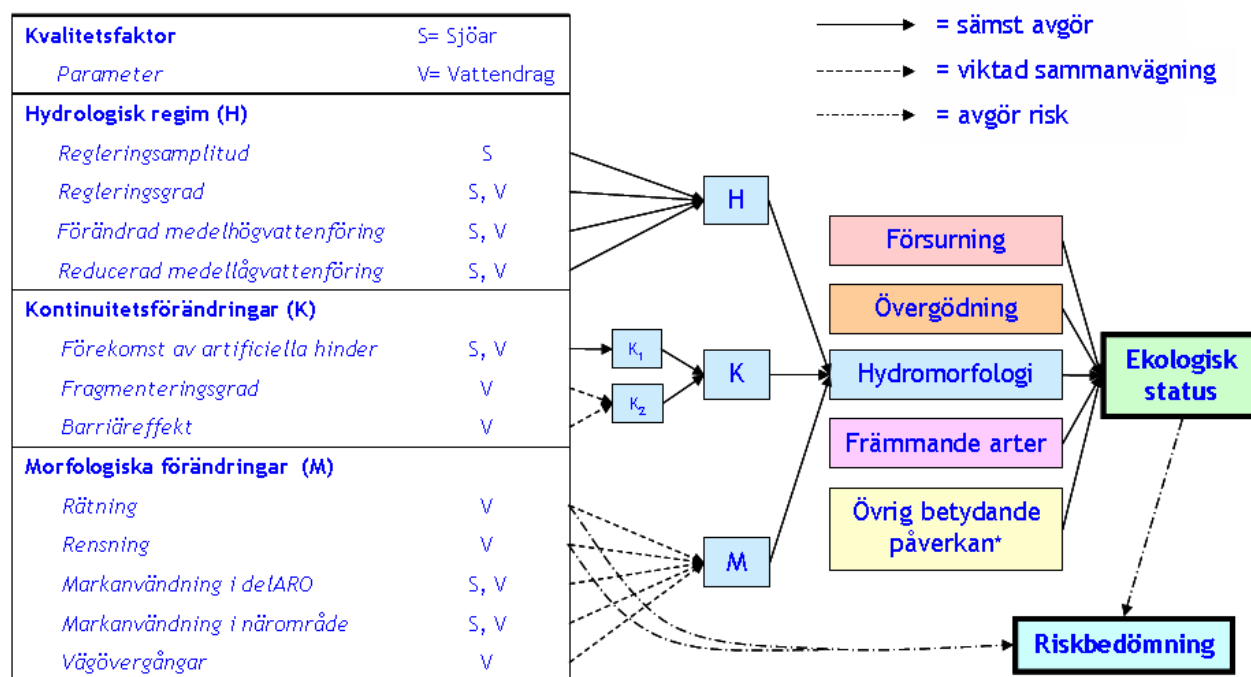 Kvalitetsfaktor S= Sjöar
Parameter V= Vattendrag
Hydrologisk regim (H)
Regleringsamplitud S
Regleringsgrad S, V
Förändrad medelhögvattenföring S, V
Reducerad medellågvattenföring S, V
Kontinuitetsförändringar (K)
Förekomst av artificiella hinder S, V
Fragmenteringsgrad V
Barriäreffekt V
Morfologiska förändringar (M)
Rätning V
Rensning V
Markanvändning i delARO S, V
Markanvändning i närområde S, V
Vägövergångar V
= sämst avgör
= viktad sammanvägning
= avgör risk
H
K1
K2
K
M
Försurning
Övergödning
Hydromorfologi
Främmande arter
Övrig betydande
påverkan*
Ekologisk
status
Riskbedömning